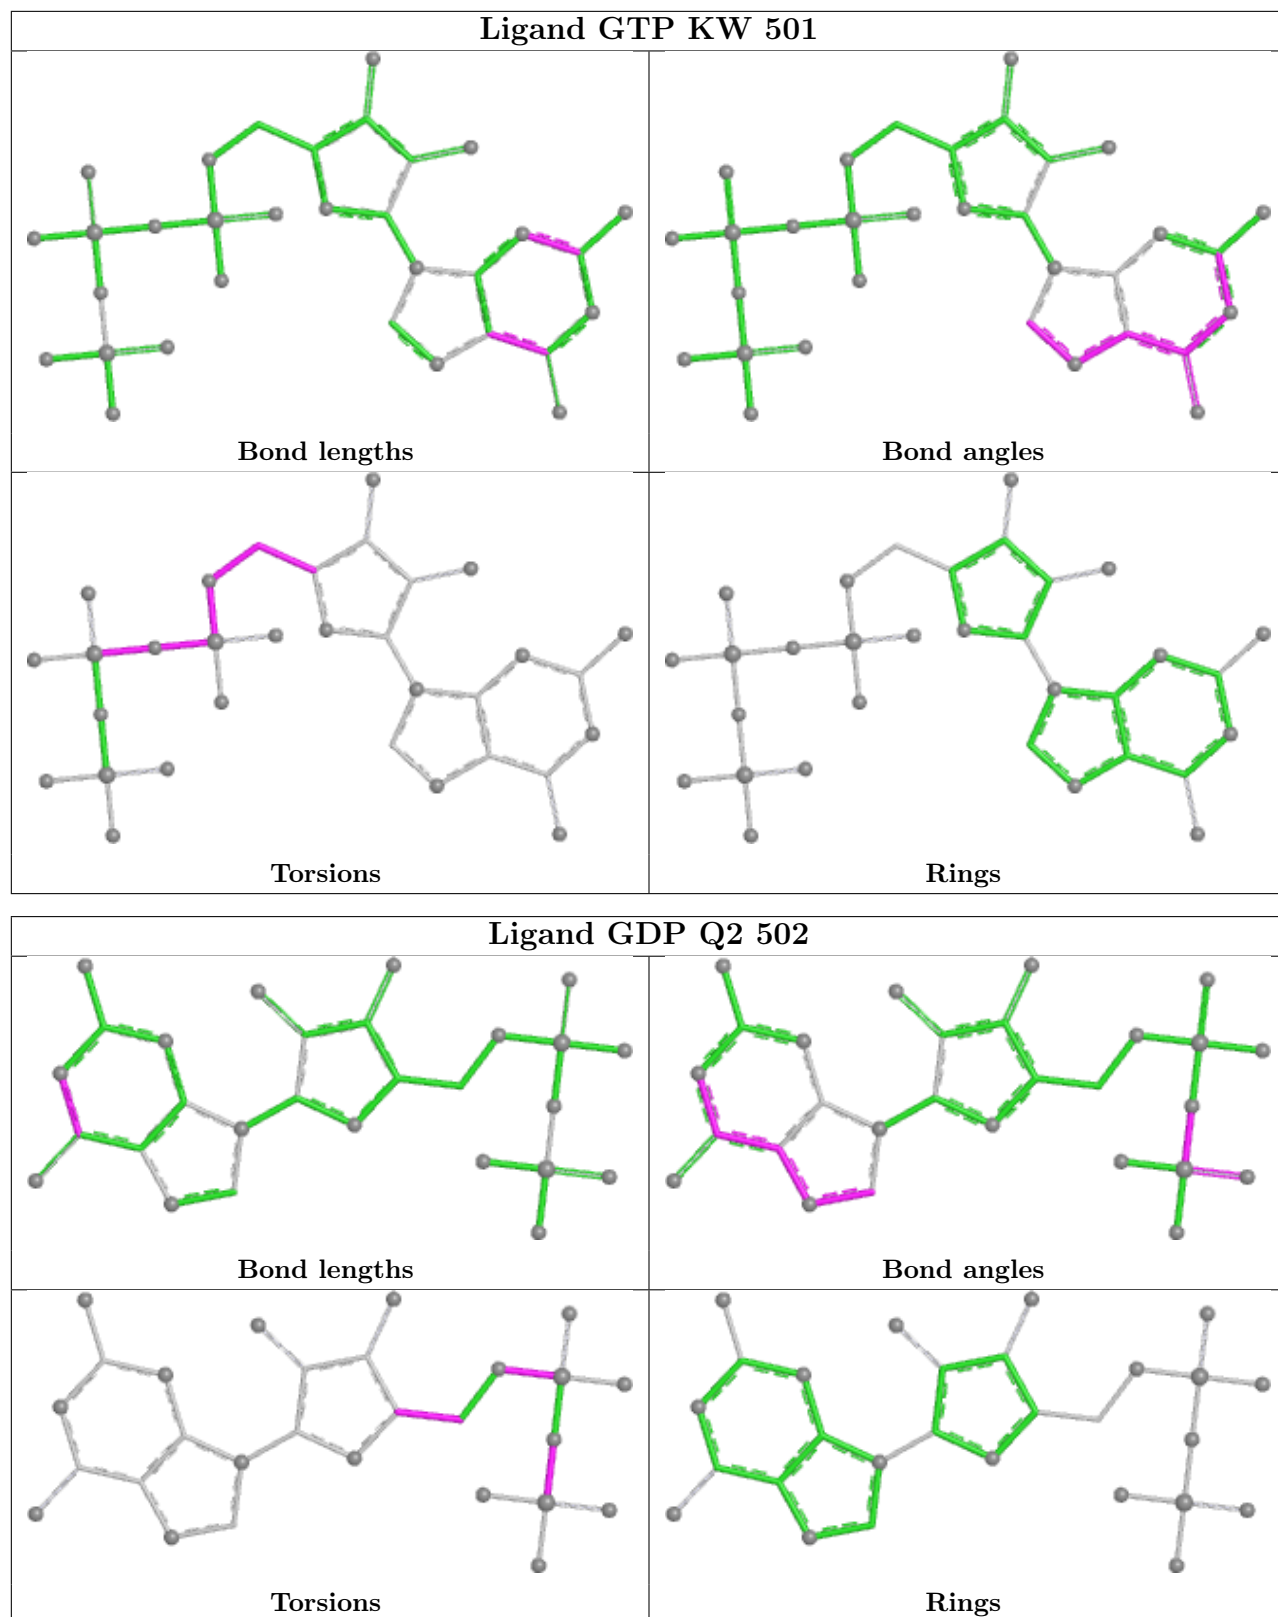 Ligand GTP KW 501
Bond lengths
Bond angles
Torsions
Rings
Ligand GDP Q2 502
Bond lengths
Bond angles
Torsions
Rings